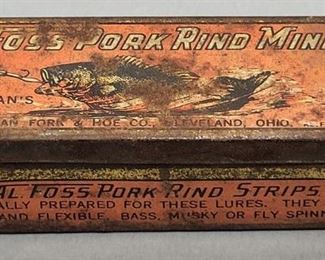 FOSS PORK RIND MIN
AN'S
AN FORK & HOE CO., CLEVELAND, OHIO.
AL. FOSS PORK RIND STRIPS
ALLY PREPARED FOR THESE LURES. THEY
AND FLEXIBLE, BASS, MUSKY OR FLY SPINN